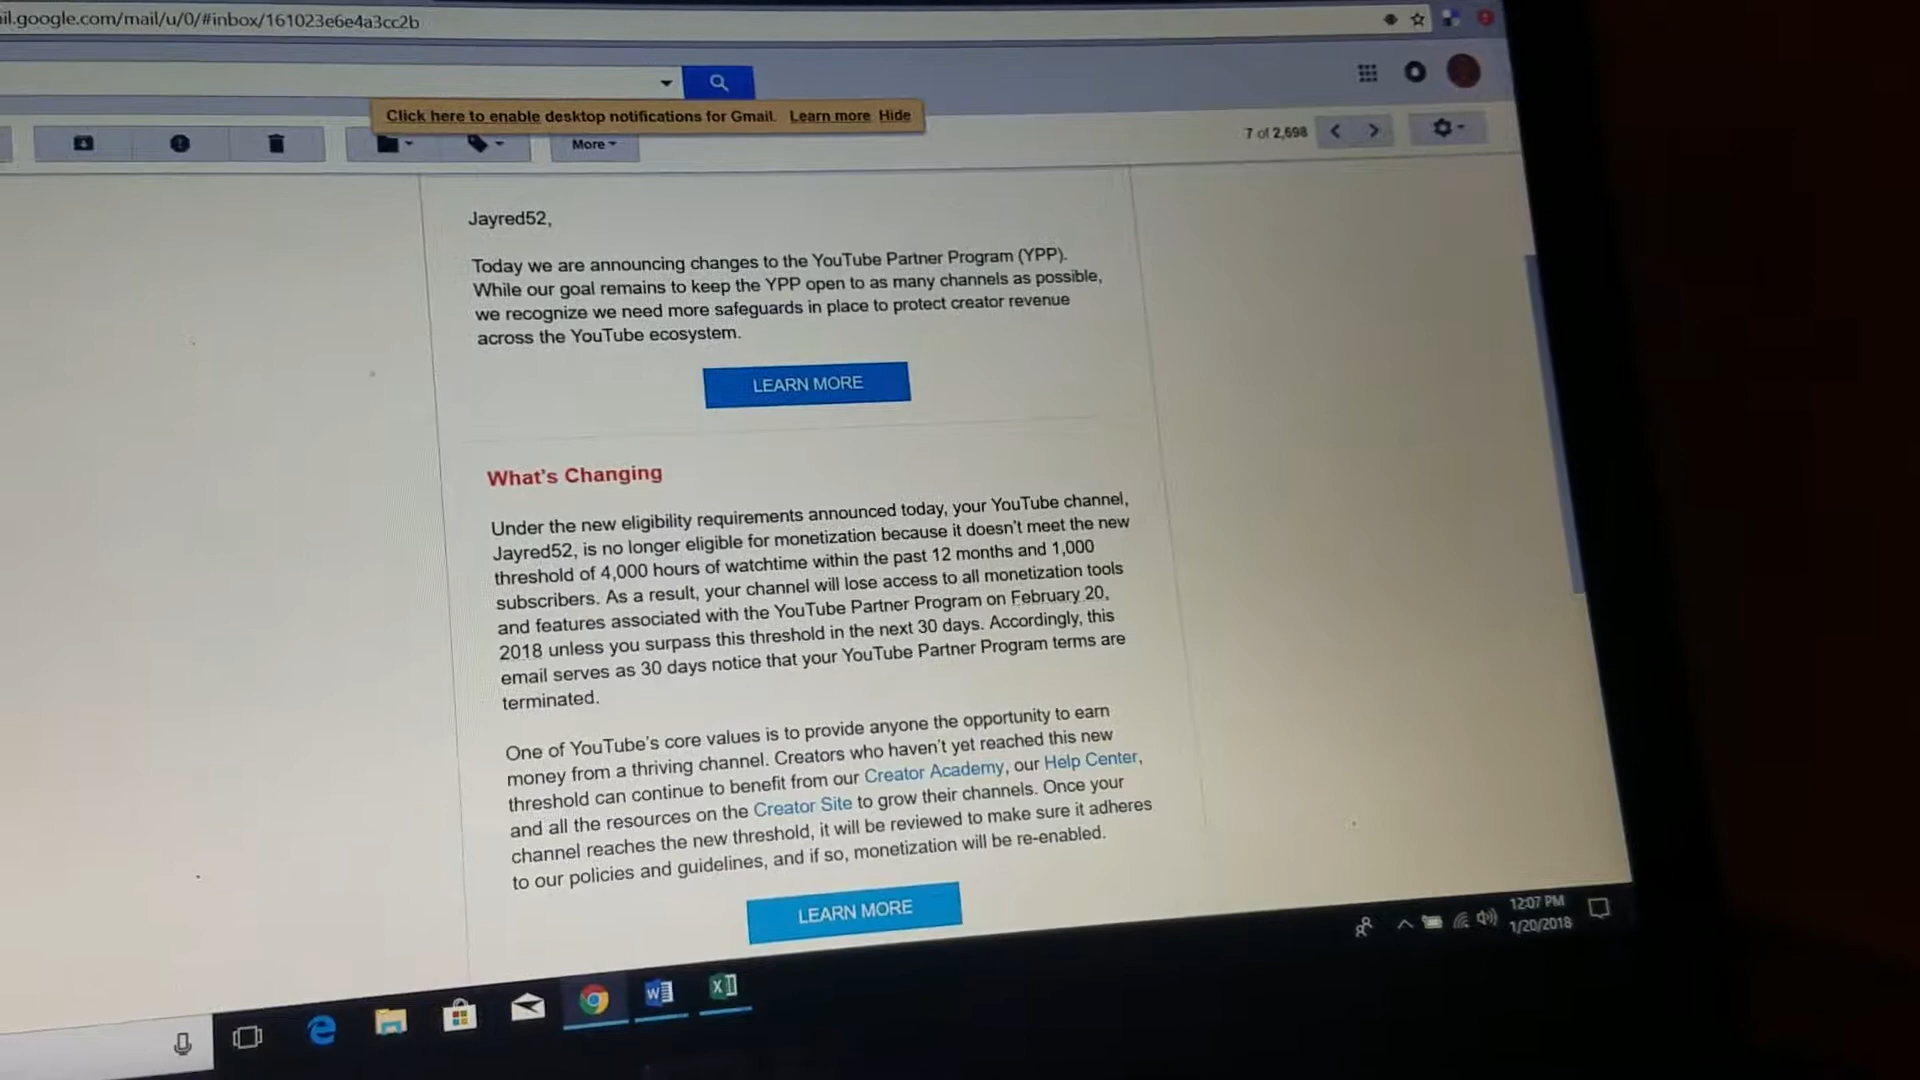 il.google.com/mail/u/0/#inbox/161023e6e4a3cc2b
Click here to enable desktop notifications for Gmail. Learn more Hide
More
7 of 2,698
Jayred52,
Today we are announcing changes to the YouTube Partner Program (YPP).
While our goal remains to keep the YPP open to as many channels as possible,
we recognize we need more safeguards in place to protect creator revenue
across the YouTube ecosystem.
LEARN MORE
What's Changing
Under the new eligibility requirements announced today, your YouTube channel,
Jayred52, is no longer eligible for monetization because it doesn't meet the new
threshold of 4,000 hours of watchtime within the past 12 months and 1,000
subscribers. As a result, your channel will lose access to all monetization tools
and features associated with the YouTube Partner Program on February 20,
2018 unless you surpass this threshold in the next 30 days. Accordingly, this
email serves as 30 days notice that your YouTube Partner Program terms are
terminated.
One of YouTube's core values is to provide anyone the opportunity to earn
money from a thriving channel. Creators who haven't yet reached this new
threshold can continue to benefit from our Creator Academy, our Help Center,
and all the resources on the Creator Site to grow their channels. Once your
channel reaches the new threshold, it will be reviewed to make sure it adheres
to our policies and guidelines, and if so, monetization will be re-enabled.
LEARN MORE
12:07 PM
1/20/2018